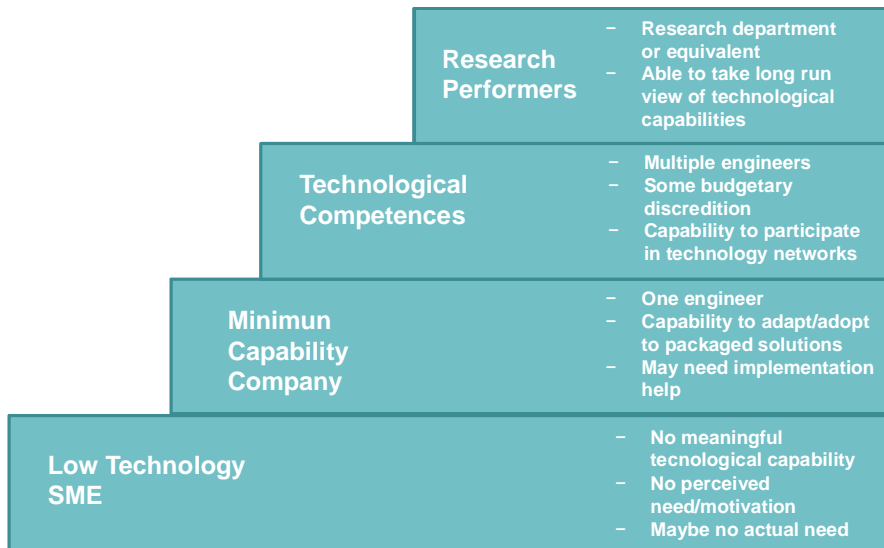 Research
Performers
– Research department
or equivalent
– Able to take long run
view of technological
capabilities
Technological
Competences
– Multiple engineers
– Some budgetary
discredition
– Capability to participate
in technology networks
Minimun
Capability
Company
– One engineer
– Capability to adapt/adopt
to packaged solutions
– May need implementation
help
Low Technology
SME
– No meaningful
tecnological capability
– No perceived
need/motivation
– Maybe no actual need